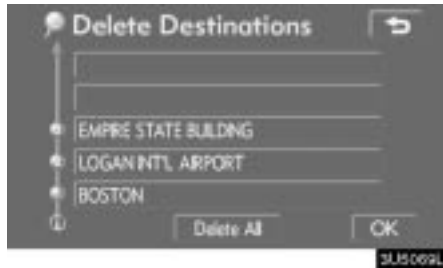 Delete Destinations
EMPIRE STATE BUILDING
LOGAN INT'L AIRPORT
BOSTON
Delete All
OK
3U5069L